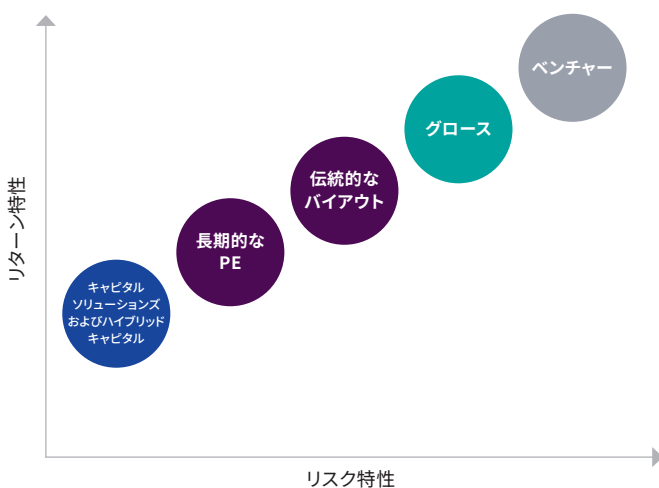 ベンチャー
グロース
伝統的な
バイアウト
長期的な
PE
キャピタル
ソリューションズ
およびハイブリッド
キャピタル
リターン特性
リスク特性